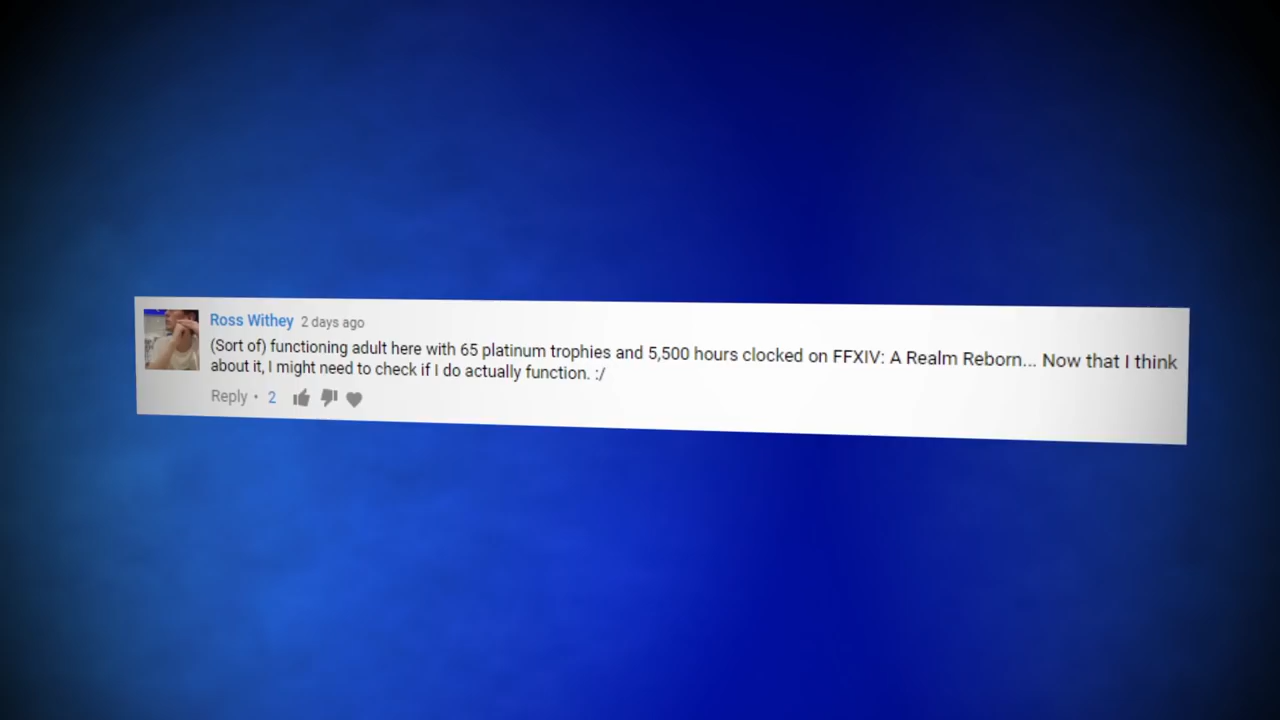 Ross Withey 2 days ago
(Sort of) functioning adult here with 65 platinum trophies and 5,500 hours clocked on FFXIV: A Realm Reborn... Now that I think
about it, I might need to check if I do actually function. :/
Reply • 2